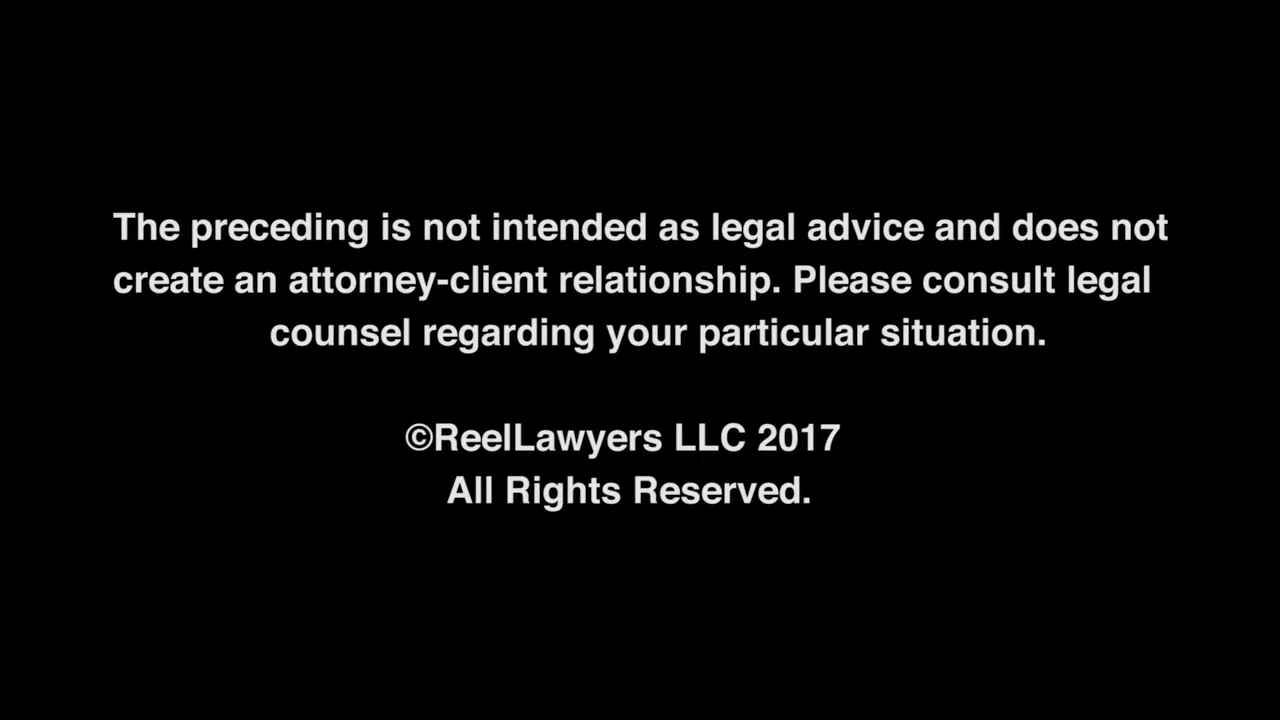 The preceding is not intended as legal advice and does not
create an attorney-client relationship. Please consult legal
counsel regarding your particular situation.
©ReelLawyers LLC 2017
All Rights Reserved.